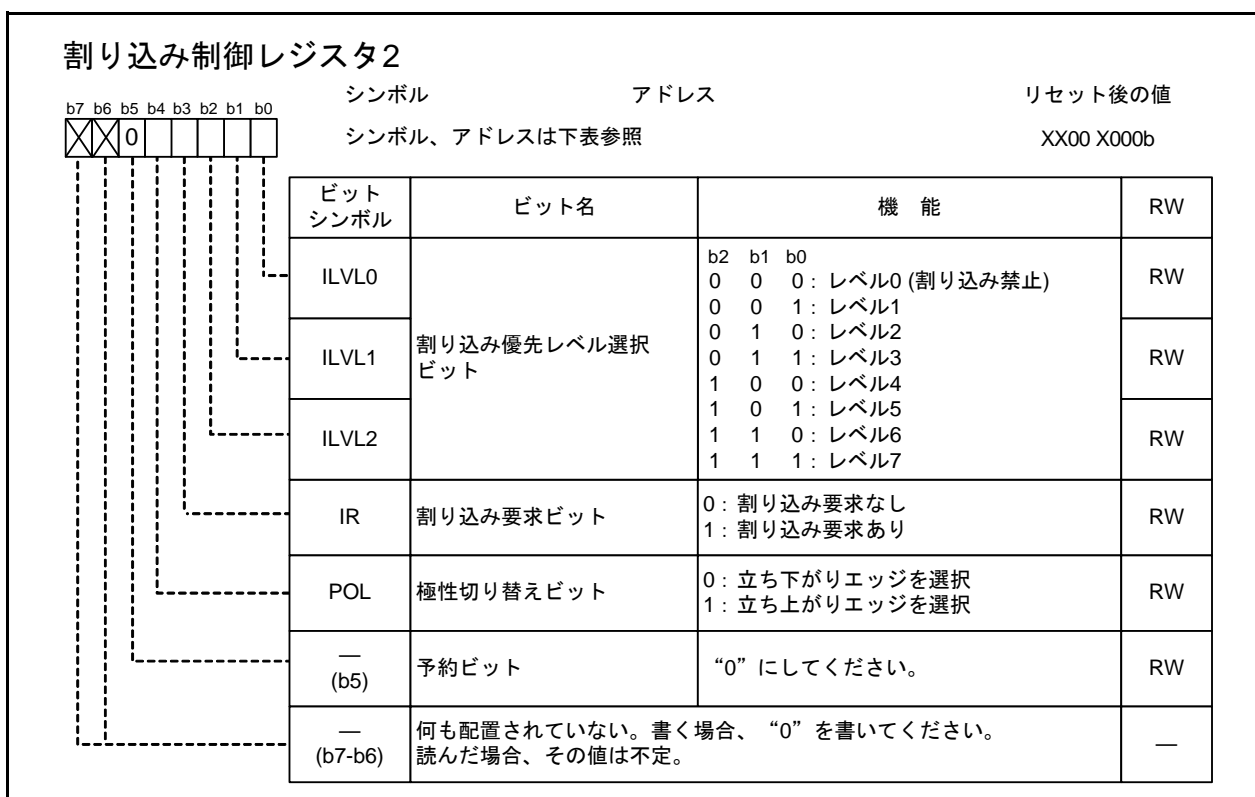 割り込み制御レジスタ2
シンボル アドレス リセット後の値
b7 b6 b5 b4 b3 b2 b1 b0
0
シンボル、アドレスは下表参照 XX00 X000b
ビット
シンボル
ビット名 機 能 RW
ILVL0
ILVL1
ILVL2
割り込み優先レベル選択
ビット
b2 b1 b0
0 0 0 : レベル0 (割り込み禁止)
0 0 1 : レベル1
0 1 0 : レベル2
0 1 1 : レベル3
1 0 0 : レベル4
1 0 1 : レベル5
1 1 0 : レベル6
1 1 1 : レベル7
RW
RW
RW
IR 割り込み要求ビット
0 : 割り込み要求なし
1 : 割り込み要求あり
RW
POL 極性切り替えビット
0 : 立ち下がりエッジを選択
1 : 立ち上がりエッジを選択
RW
—
(b5)
予約ビット “0”にしてください。 RW
—
(b7-b6)
何も配置されていない。書く場合、“0”を書いてください。
読んだ場合、その値は不定。
—